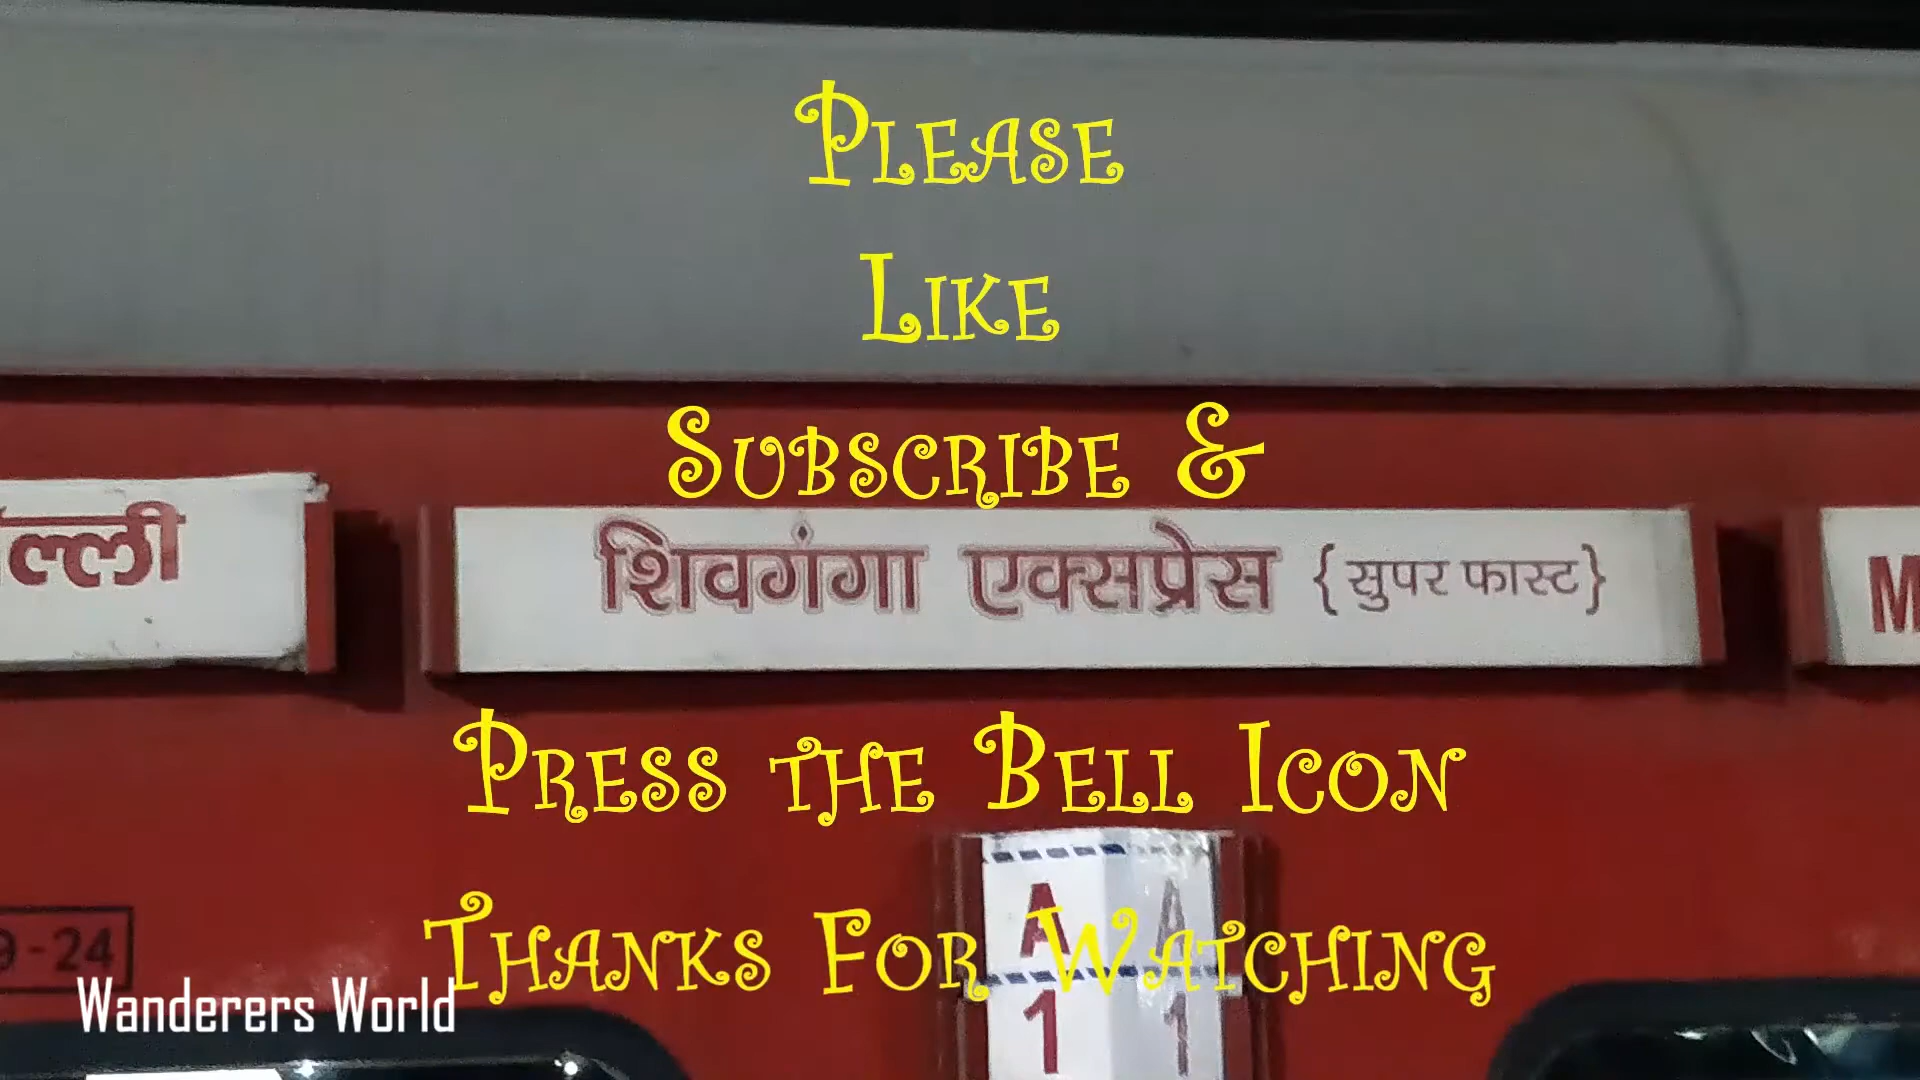 Please
Like
Subscribe &
शिवगंगा एक्सप्रेस {सुपर फास्ट}
Press the Bell Icon
A A
Thanks For Watching
Wanderers World
1 1